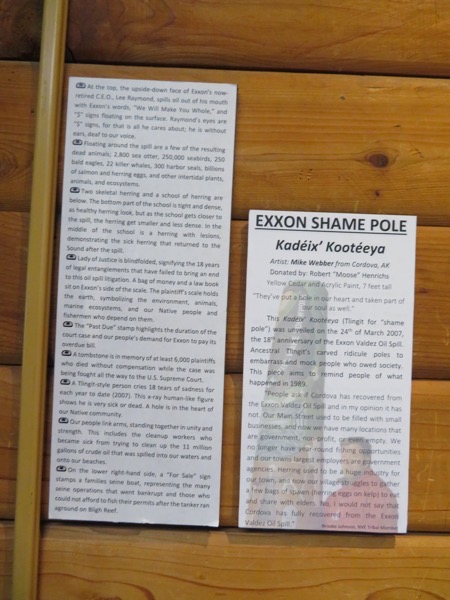 At the top, the upside-down face of Exxon's now-
retired C.E.O., Lee Raymond, spills oil out of his mouth
with Exxon's words, "We Will Make You Whole," and
"$" signs floating on the surface. Raymond's eyes are
"$" signs, for that is all he cares about; he is without
ears, deaf to our voice.
Floating around the spill are a few of the resulting
dead animals; 2,800 sea otter, 250,000 seabirds, 250
bald eagles, 22 killer whales, 300 harbor seals, billions
of salmon and herring eggs, and other intertidal plants,
animals, and ecosystems.
Two skeletal herring and a school of herring are
below. The bottom part of the school is tight and dense,
as healthy herring look, but as the school gets closer to
the spill, the herring get smaller and less dense. In the
middle of the school is a herring with lesions,
demonstrating the sick herring that returned to the
Sound after the spill.
Lady of Justice is blindfolded, signifying the 18 years
of legal entanglements that have failed to bring an end
to this oil spill litigation. A bag of money and a law book
sit on Exxon's side of the scale. The plaintiff's scale holds
the earth, symbolizing the environment, animals,
marine ecosystems, and our Native people and
fishermen who depend on them.
The "Past Due" stamp highlights the duration of the
court case and our people's demand for Exxon to pay its
overdue bill.
A tombstone is in memory of at least 6,000 plaintiffs
who died without compensation while the case was
being fought all the way to the U.S. Supreme Court.
A Tlingit-style person cries 18 tears of sadness for
each year to date (2007). This x-ray human-like figure
shows he is very sick or dead. A hole is in the heart of
our Native community.
Our people link arms, standing together in unity and
strength. This includes the cleanup workers who
became sick from trying to clean up the 11 million
gallons of crude oil that was spilled into our waters and
onto our beaches.
On the lower right-hand side, a "For Sale" sign
stamps a families seine boat, representing the many
seine operations that went bankrupt and those who
could not afford to fish their permits after the tanker ran
aground on Bligh Reef.
EXXON SHAME POLE
Kadéix' Kootéeya
Artist: Mike Webber from Cordova, AK
Donated by: Robert "Moose" Henrichs
Yellow Cedar and Acrylic Paint, 7 feet tall
"They've put a hole in our heart and taken part of
our soul as well."
This Kadéix' Kootéeya (Tlingit for "shame
pole") was unveiled on the 24th of March 2007,
the 18th anniversary of the Exxon Valdez Oil Spill.
Ancestral Tlingit's carved ridicule poles to
embarrass and mock people who owed society.
This piece aims to remind people of what
happened in 1989.
"People ask if Cordova has recovered from
the Exxon Valdez Oil Spill and in my opinion it has
not. Our Main Street used to be filled with small
businesses, and now we have many locations that
are government, non-profit, or are empty. We
no longer have year-round fishing opportunities
and our towns largest employers are government
agencies. Herring used to be a huge industry for
our town, and now our village struggles to gather
a few bags of spawn (herring eggs on kelp) to eat
and share with elders. No, I would not say that
Cordova has fully recovered from the Exxon
Valdez Oil Spill."
Tribal Member